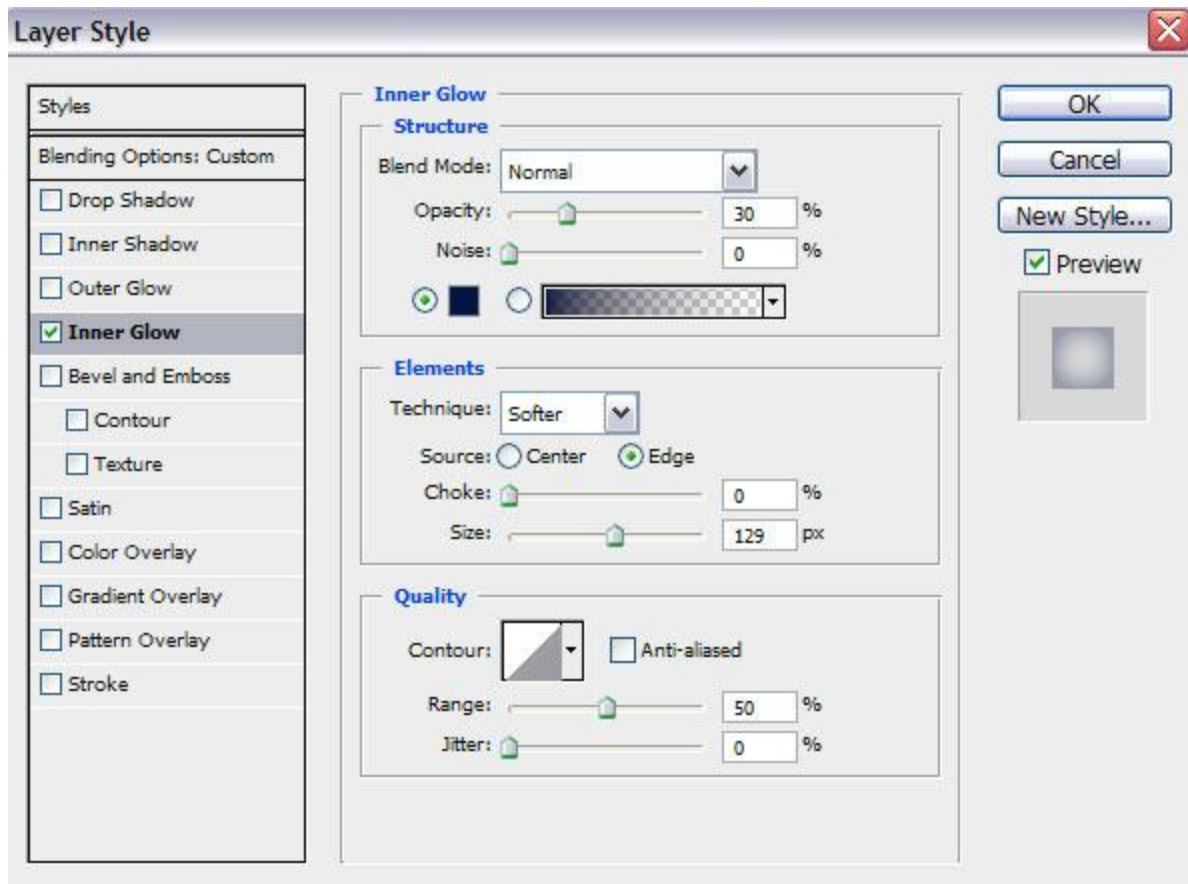 Layer Style
Styles
Blending Options: Custom
Drop Shadow
Inner Shadow
Outer Glow
Inner Glow
Bevel and Emboss
Contour
Texture
Satin
Color Overlay
Gradient Overlay
Pattern Overlay
Stroke
Inner Glow
Structure
Blend Mode: Normal
Opacity: 30 %
Noise: 0 %
Elements
Technique: Softer
Source: Center Edge
Choke: 0 %
Size: 129 px
Quality
Contour: Anti-aliased
Range: 50 %
Jitter: 0 %
OK
Cancel
New Style...
Preview